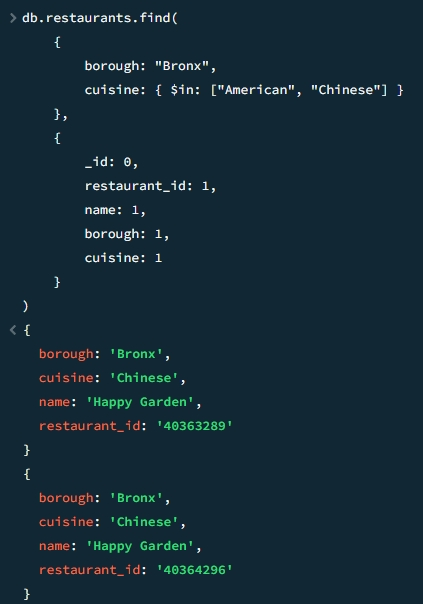 > db.restaurants.find(
{
borough: "Bronx",
cuisine: { $in: ["American", "Chinese"] }
},
{
_id: 0,
restaurant_id: 1,
name: 1,
borough: 1,
cuisine: 1
}
)
< {
borough: 'Bronx',
cuisine: 'Chinese',
name: 'Happy Garden',
restaurant_id: '40363289'
}
{
borough: 'Bronx',
cuisine: 'Chinese',
name: 'Happy Garden',
restaurant_id: '40364296'
}